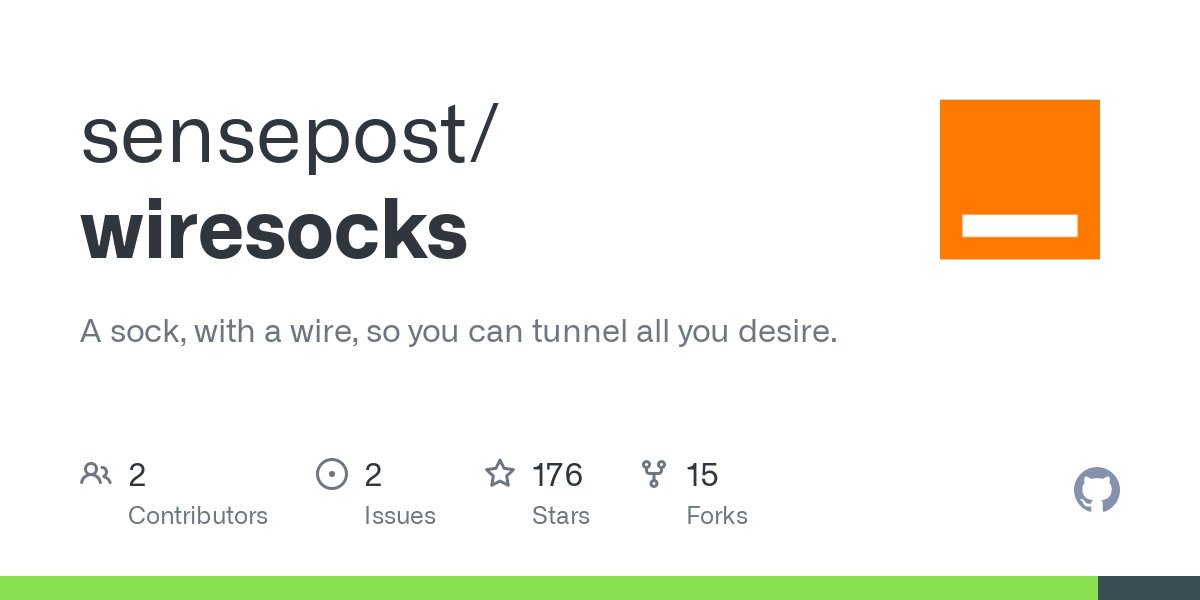 sensepost/
wiresocks
A sock, with a wire, so you can tunnel all you desire.
2
Contributors
2
Issues
176
Stars
15
Forks